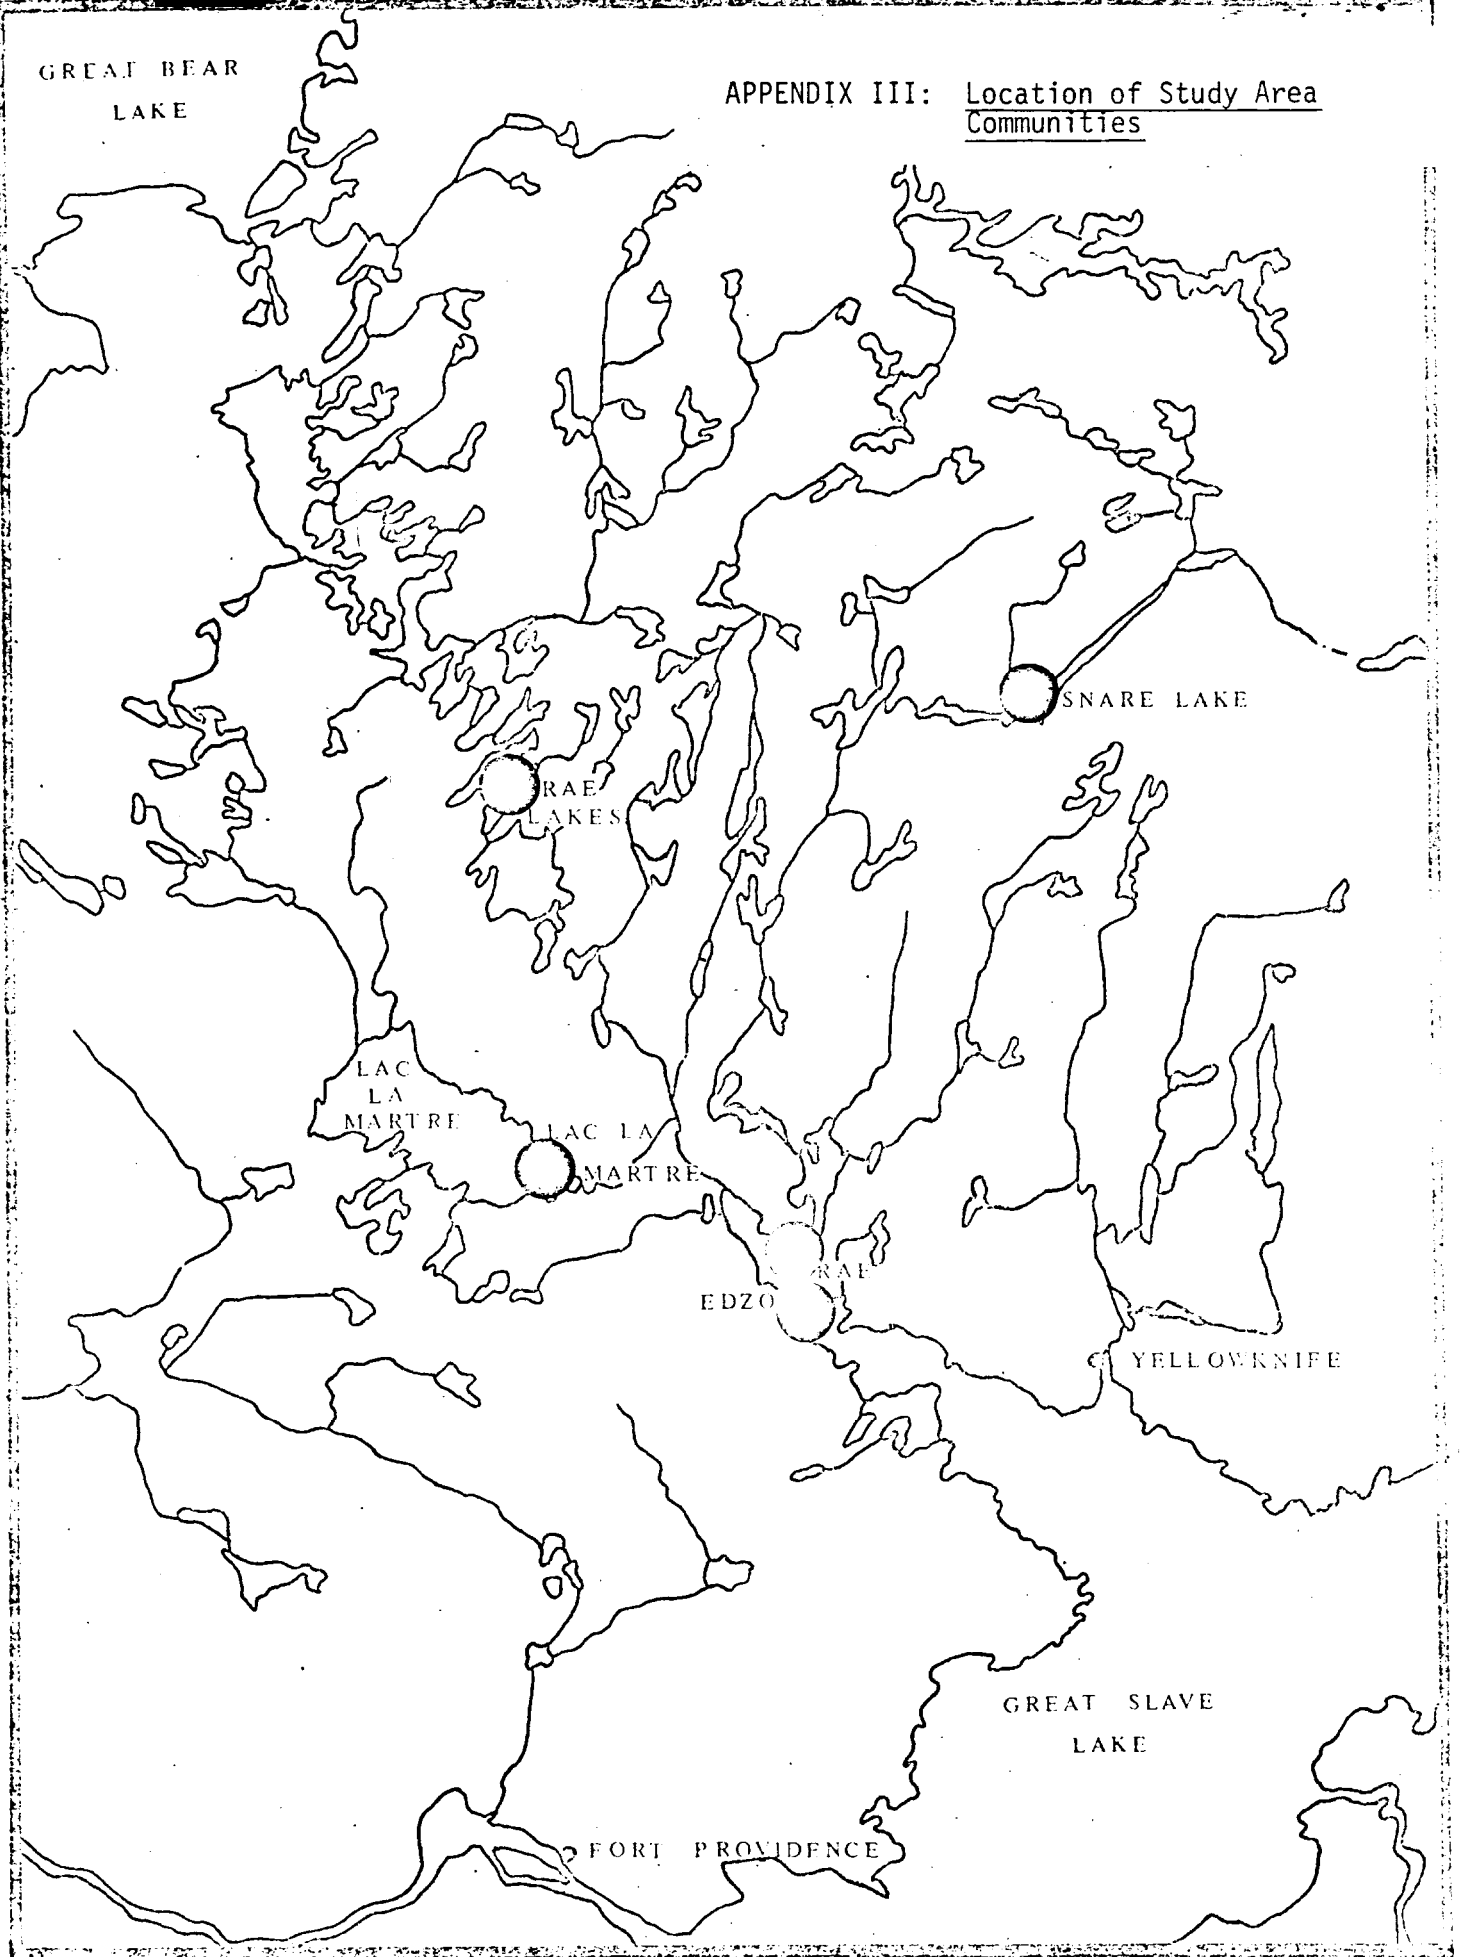 GREAT BEAR
LAKE
APPENDIX III: Location of Study Area
Communities
SNARE LAKE
RAE
LAKES
LAC
LA
MARTRE
LAC LA
MARTRE
RAE
EDZO
YELLOWKNIFE
GREAT SLAVE
LAKE
FORT PROVIDENCE